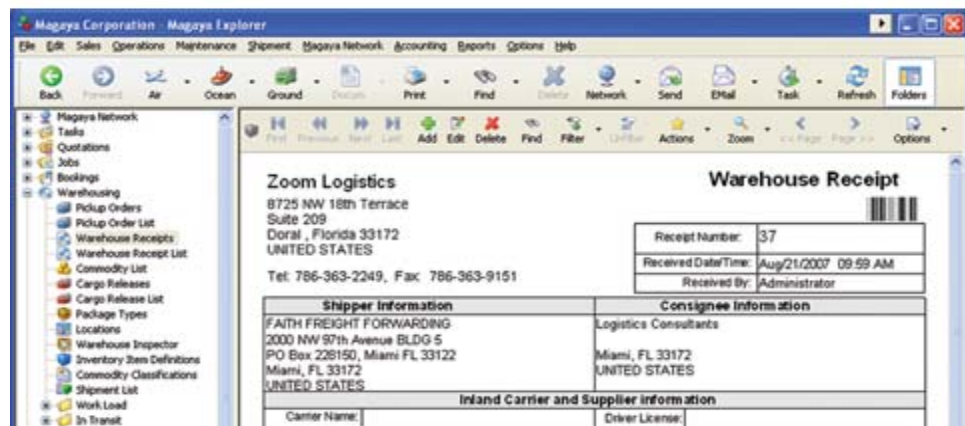 Magaya Corporation - Magaya Explorer
File Edit Sales Operations Maintenance Shipment Magaya Network Accounting Reports Options Help
Back Forward Air Ocean Ground Print Find Delete Network Send EMail Task Refresh Folders
First Previous Next Last Add Edit Delete Find Filter Unfilter Actions Zoom << Page Page >> Options
Magaya Network
Tasks
Quotations
Jobs
Bookings
Warehousing
Pickup Orders
Pickup Order List
Warehouse Receipts
Warehouse Receipt List
Commodity List
Cargo Releases
Cargo Release List
Package Types
Locations
Warehouse Inspector
Inventory Item Definitions
Commodity Classifications
Shipment List
Work Load
In Transit
Zoom Logistics
8725 NW 18th Terrace
Suite 209
Doral , Florida 33172
UNITED STATES
Tel: 786-363-2249, Fax: 786-363-9151
Warehouse Receipt
Receipt Number: 37
Received Date/Time: Aug/21/2007 09:59 AM
Received By: Administrator
Shipper Information
FAITH FREIGHT FORWARDING
2000 NW 97th Avenue BLDG 5
PO Box 228150, Miami FL 33122
Miami, FL 33172
UNITED STATES
Consignee Information
Logistics Consultants
Miami, FL 33172
UNITED STATES
Inland Carrier and Supplier information
Carrier Name:
Driver License: